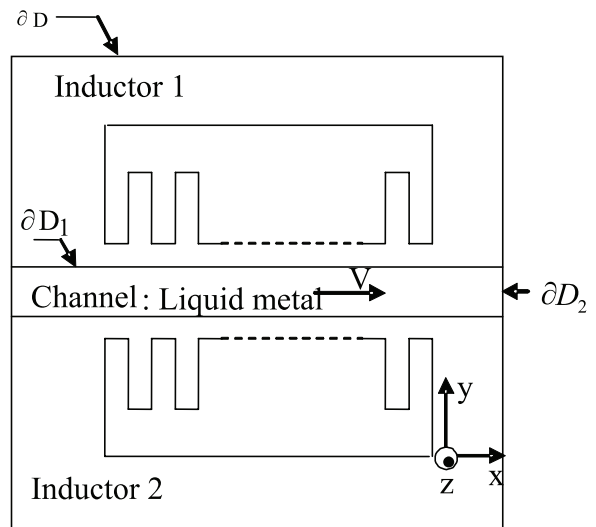 ∂D
Inductor 1
∂D₁
V
Channel : Liquid metal
∂D₂
y
x
z
Inductor 2